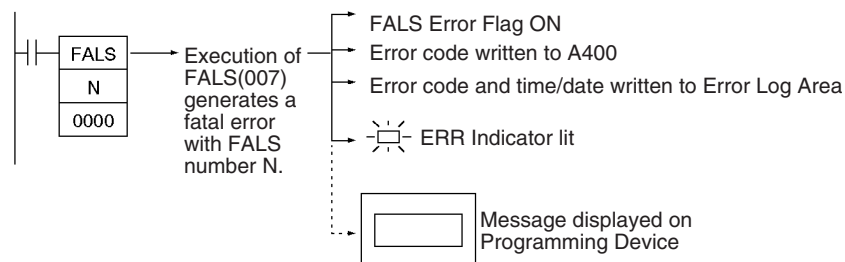 FALS
N
0000
Execution of
FALS(007)
generates a
fatal error
with FALS
number N.
FALS Error Flag ON
Error code written to A400
Error code and time/date written to Error Log Area
ERR Indicator lit
Message displayed on
Programming Device